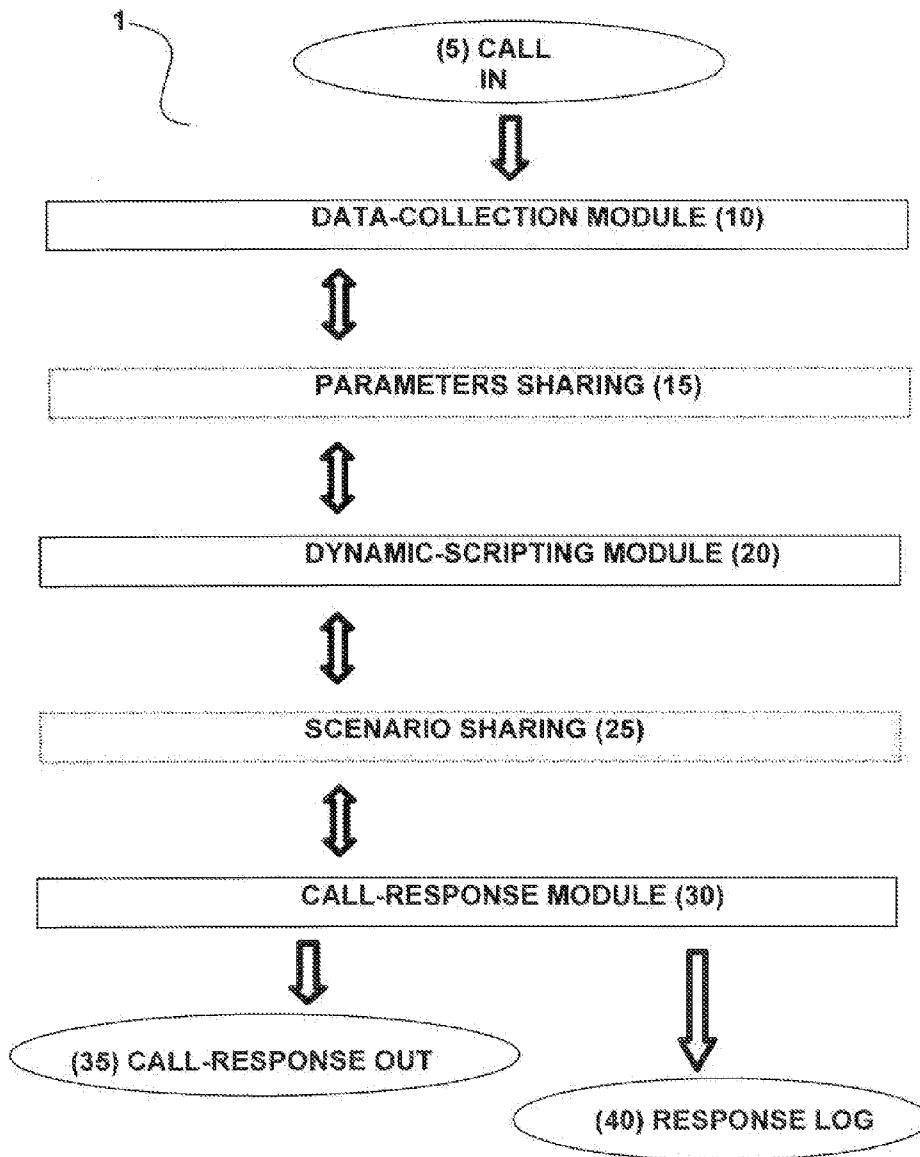 1
(5) CALL
IN
DATA-COLLECTION MODULE (10)
PARAMETERS SHARING (15)
DYNAMIC-SCRIPTING MODULE (20)
SCENARIO SHARING (25)
CALL-RESPONSE MODULE (30)
(35) CALL-RESPONSE OUT
(40) RESPONSE LOG